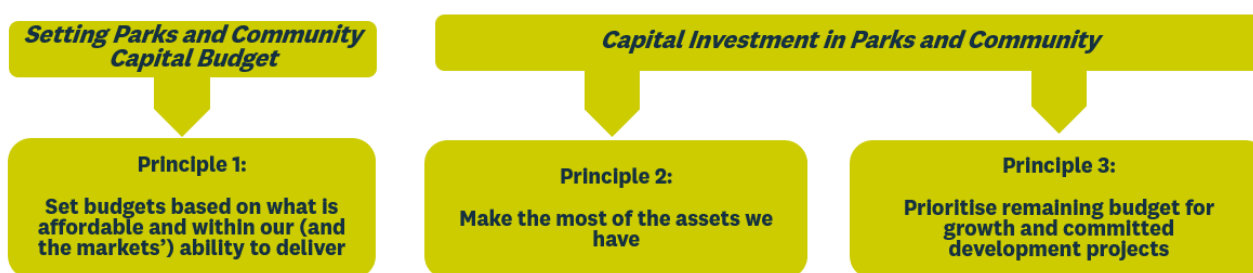 Setting Parks and Community
Capital Budget
Capital Investment in Parks and Community
Principle 1:
Set budgets based on what is
affordable and within our (and
the markets’) ability to deliver
Principle 2:
Make the most of the assets we
have
Principle 3:
Prioritise remaining budget for
growth and committed
development projects